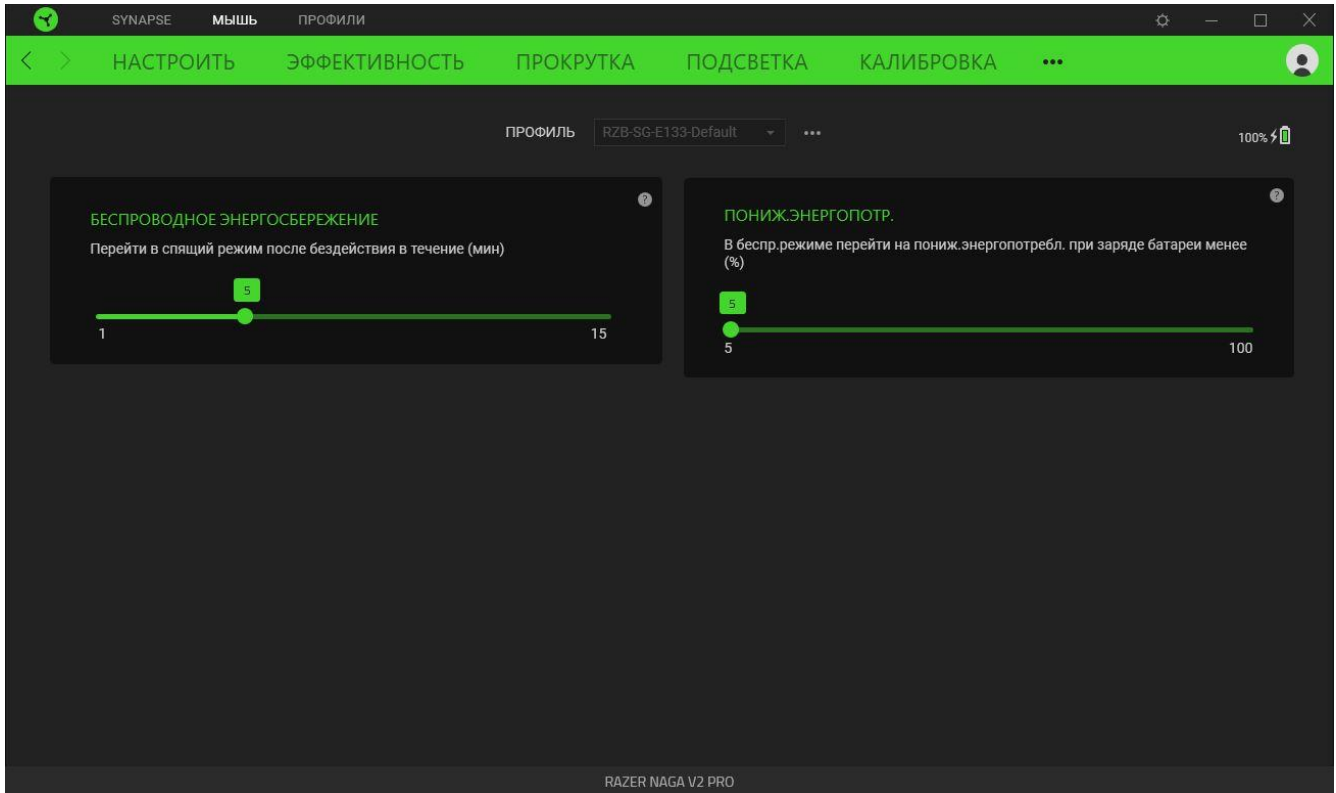 SYNAPSE МЫШЬ ПРОФИЛИ
НАСТРОИТЬ ЭФФЕКТИВНОСТЬ ПРОКРУТКА ПОДСВЕТКА КАЛИБРОВКА •••
ПРОФИЛЬ RZB-SG-E133-Default •••
100%
БЕСПРОВОДНОЕ ЭНЕРГОСБЕРЕЖЕНИЕ
Перейти в спящий режим после бездействия в течение (мин)
5
1 15
ПОНИЖ.ЭНЕРГОПОТР.
В беспр.режиме перейти на пониж.энергопотребл. при заряде батареи менее
(%)
5
5 100
RAZER NAGA V2 PRO